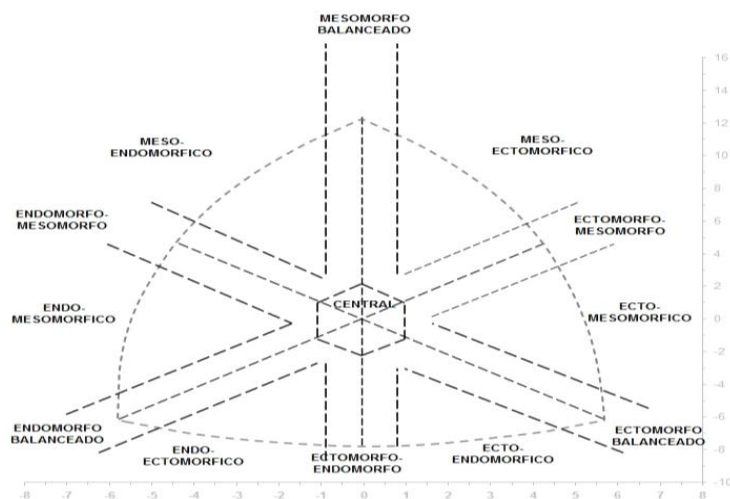 MESOMORFO
BALANCEADO
16
14
MESO-
ENDOMORFICO
MESO-
ECTOMORFICO
12
10
8
ENDOMORFO-
MESOMORFO
ECTOMORFO-
MESOMORFO
6
4
2
CENTRAL
ENDO-
MESOMORFICO
ECTO-
MESOMORFICO
0
-2
-4
-6
ENDOMORFO
BALANCEADO
ECTOMORFO
BALANCEADO
ENDO-
ECTOMORFICO
ECTOMORFO-
ENDOMORFO
ECTO-
ENDOMORFICO
-8
-10
-8 -7 -6 -5 -4 -3 -2 -1 0 1 2 3 4 5 6 7 8